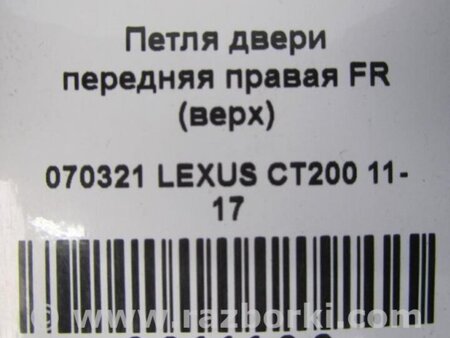 Петля двери
передняя правая FR
(верх)
070321 LEXUS CT200 11-
17
© www.razborki.com